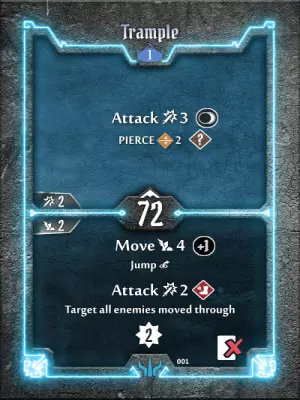 Trample
1
Attack 3
PIERCE 2 ?
2
72
2
Move 4 +1
Jump
Attack 2
Target all enemies moved through
2
001